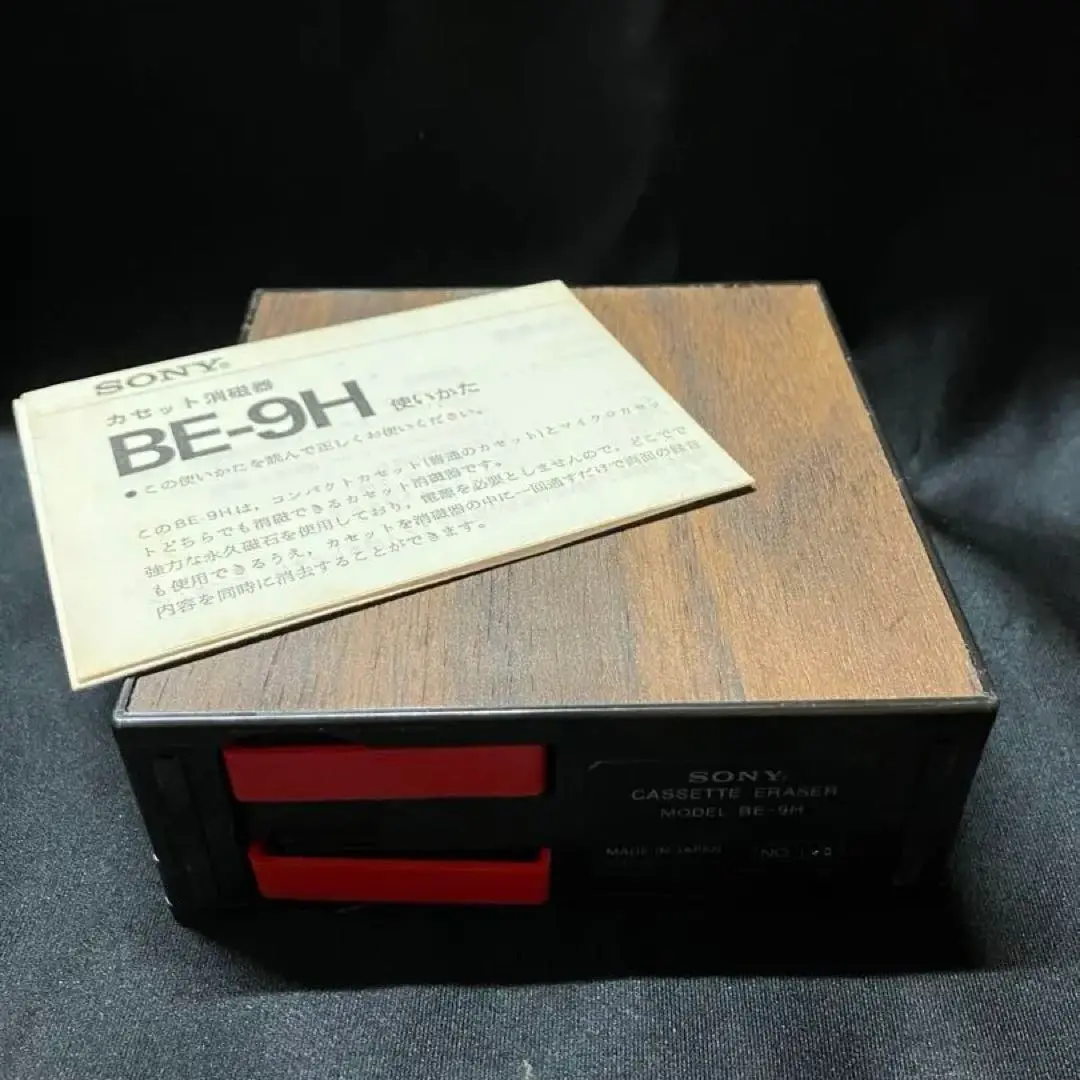 SONY®
カセット消磁器
BE-9H 使いかた
●この使いかたを読んで正しくお使いください。
このBE-9Hは，コンパクトカセット(普通のカセット)とマイクロカセッ
トどちらでも消磁できるカセット消磁器です。
強力な永久磁石を使用しており，電源を必要としませんので，どこでで
も使用できるうえ，カセットを消磁器の中に一回通すだけで両面の録音
内容を同時に消去することができます。
SONY®
CASSETTE ERASER
MODEL BE-9H
MADE IN JAPAN NO.